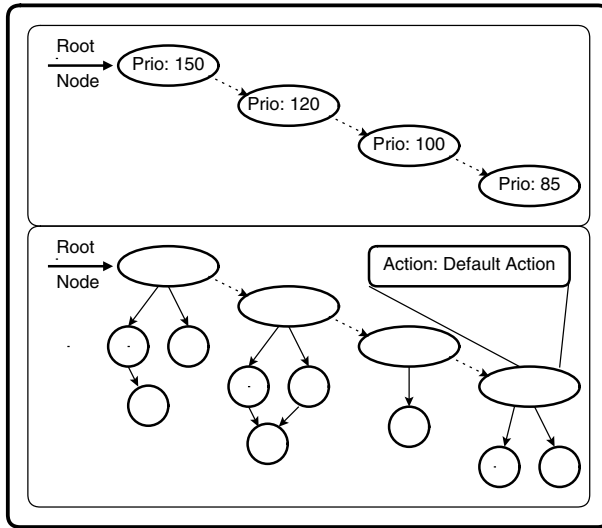 Root
Node
Prio: 150
Prio: 120
Prio: 100
Prio: 85
Root
Node
Action: Default Action